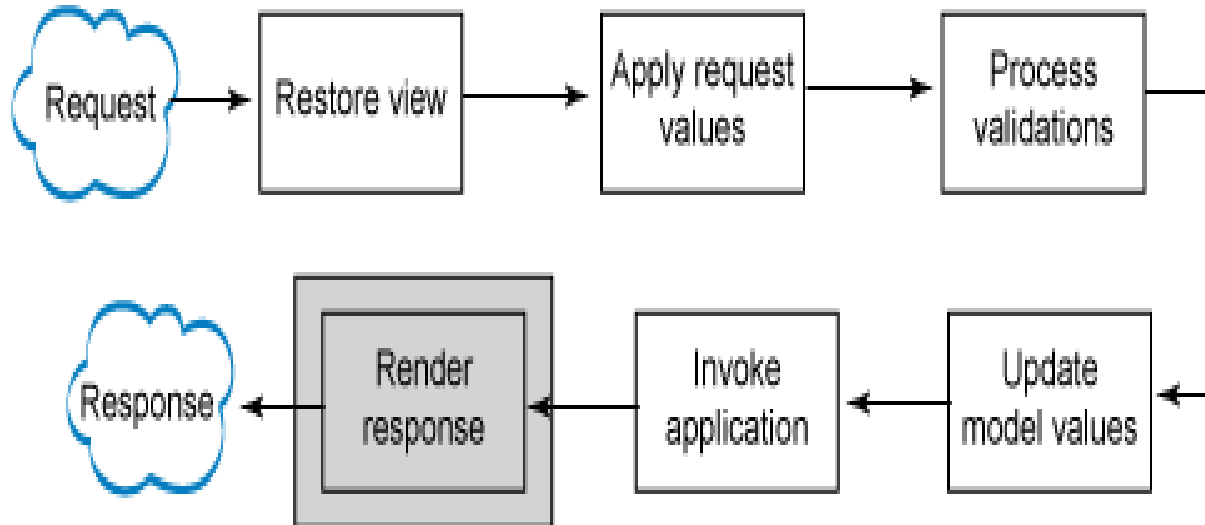 Request
Restore view
Apply request
values
Process
validations
Response
Render
response
Invoke
application
Update
model values